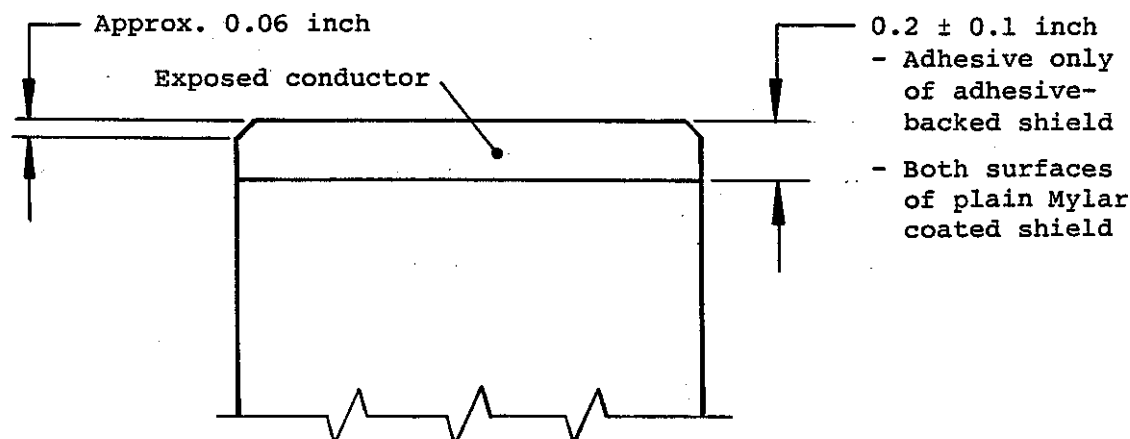 Approx. 0.06 inch
Exposed conductor
0.2 ± 0.1 inch
- Adhesive only
of adhesive-
backed shield
- Both surfaces
of plain Mylar
coated shield